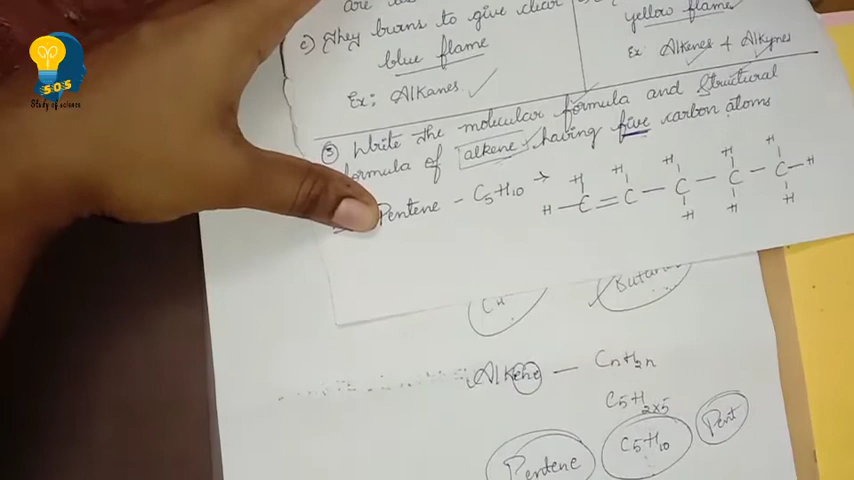 c) They burns to give clear
blue flame
Ex: Alkanes
yellow flame
Ex: Alkenes + Alkynes
③ Write the molecular formula and structural
formula of alkene having five carbon atoms
Pentene - C5H10 →
H H H H H
H - C = C - C - C - C - H
H H H
Butane
Alkene - CnH2n
C5H2x5
Pentene C5H10 Pent
S O S
Study of science